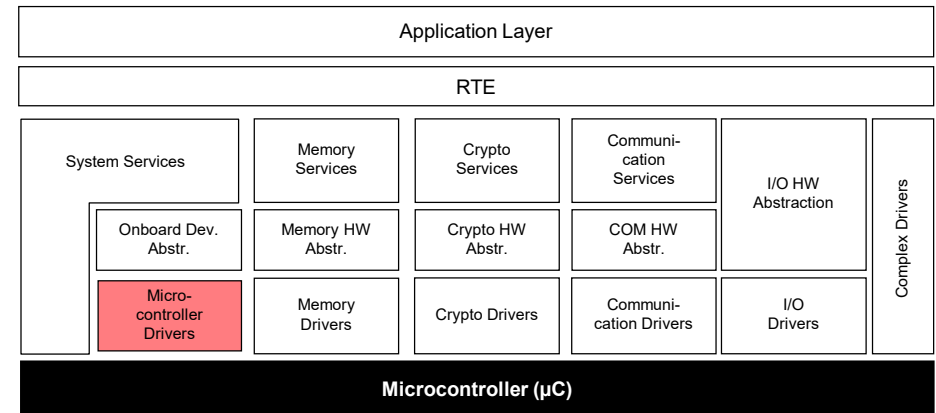 Application Layer
RTE
System Services
Memory
Services
Crypto
Services
Communi-
cation
Services
I/O HW
Abstraction
Complex Drivers
Onboard Dev.
Abstr.
Memory HW
Abstr.
Crypto HW
Abstr.
COM HW
Abstr.
Micro-
controller
Drivers
Memory
Drivers
Crypto Drivers
Communi-
cation Drivers
I/O
Drivers
Microcontroller (µC)